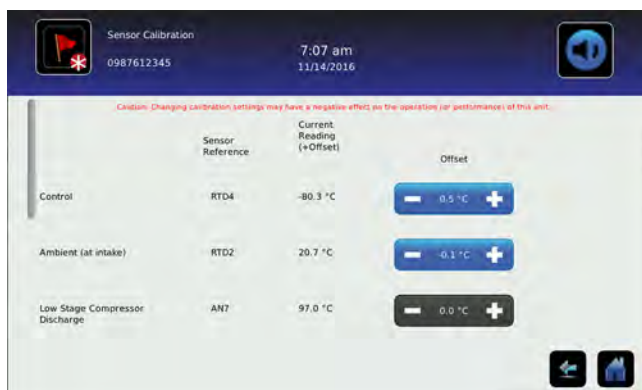 Sensor Calibration
0987612345
7:07 am
11/14/2016
Caution: Changing calibration settings may have a negative effect on the operation (or performance) of this unit.
Sensor
Reference
Current
Reading
(+Offset)
Offset
Control
RTD4
-80.3 °C
0.5 °C
Ambient (at intake)
RTD2
20.7 °C
-0.1 °C
Low Stage Compressor
Discharge
AN7
97.0 °C
0.0 °C